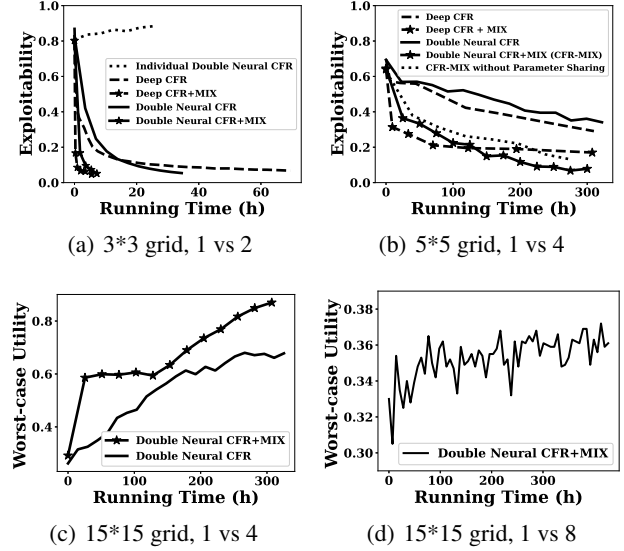 1.0
0.8
0.6
0.4
0.2
0.0
Exploitability
Individual Double Neural CFR
Deep CFR
Deep CFR+MIX
Double Neural CFR
Double Neural CFR+MIX
0 20 40 60
Running Time (h)
(a) 3*3 grid, 1 vs 2
1.0
0.8
0.6
0.4
0.2
0.0
Exploitability
Deep CFR
Deep CFR + MIX
Double Neural CFR
Double Neural CFR+MIX (CFR-MIX)
CFR-MIX without Parameter Sharing
0 100 200 300
Running Time (h)
(b) 5*5 grid, 1 vs 4
0.8
0.6
0.4
Worst-case Utility
Double Neural CFR+MIX
Double Neural CFR
0 100 200 300
Running Time (h)
(c) 15*15 grid, 1 vs 4
0.38
0.36
0.34
0.32
0.30
Worst-case Utility
Double Neural CFR+MIX
0 100 200 300
Running Time (h)
(d) 15*15 grid, 1 vs 8